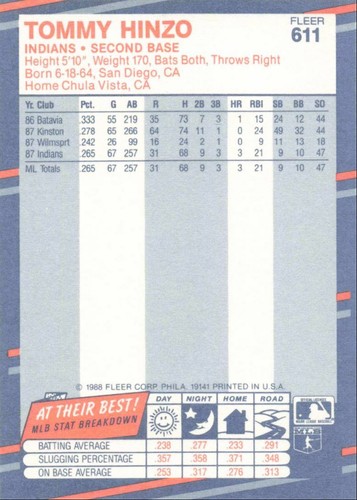 TOMMY HINZO
FLEER
611
INDIANS • SECOND BASE
Height 5'10", Weight 170, Bats Both, Throws Right
Born 6-18-64, San Diego, CA
Home Chula Vista, CA
Yr. Club Pct. G AB R H 2B 3B HR RBI SB BB SO
86 Batavia .333 55 219 35 73 7 3 1 15 24 12 44
87 Kinston .278 65 266 64 74 11 1 0 24 49 32 44
87 Wilmsprt .242 26 99 16 24 2 0 0 9 11 13 18
87 Indians .265 67 257 31 68 9 3 3 21 9 10 47
ML Totals .265 67 257 31 68 9 3 3 21 9 10 47
© 1988 FLEER CORP. PHILA. 19141 PRINTED IN U.S.A.
AT THEIR BEST!
MLB STAT BREAKDOWN
DAY NIGHT HOME ROAD
BATTING AVERAGE .238 .277 .233 .291
SLUGGING PERCENTAGE .357 .358 .371 .348
ON BASE AVERAGE .253 .317 .276 .313